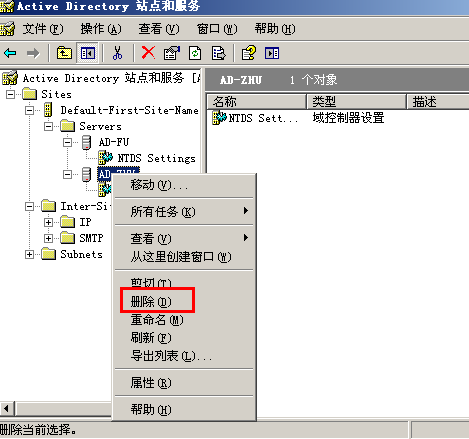 Active Directory 站点和服务
文件(F) 操作(A) 查看(V) 窗口(W) 帮助(H)
Active Directory 站点和服务 [A
Sites
Default-First-Site-Name
Servers
AD-FU
NTDS Settings
Inter-Sit
IP
SMTP
Subnets
AD-ZHU 1 个对象
名称 类型 描述
NTDS Sett... 域控制器设置
移动(V)...
所有任务(K)
查看(V)
从这里创建窗口(W)
剪切(T)
删除(D)
重命名(M)
刷新(F)
导出列表(L)...
属性(R)
帮助(H)
删除当前选择。